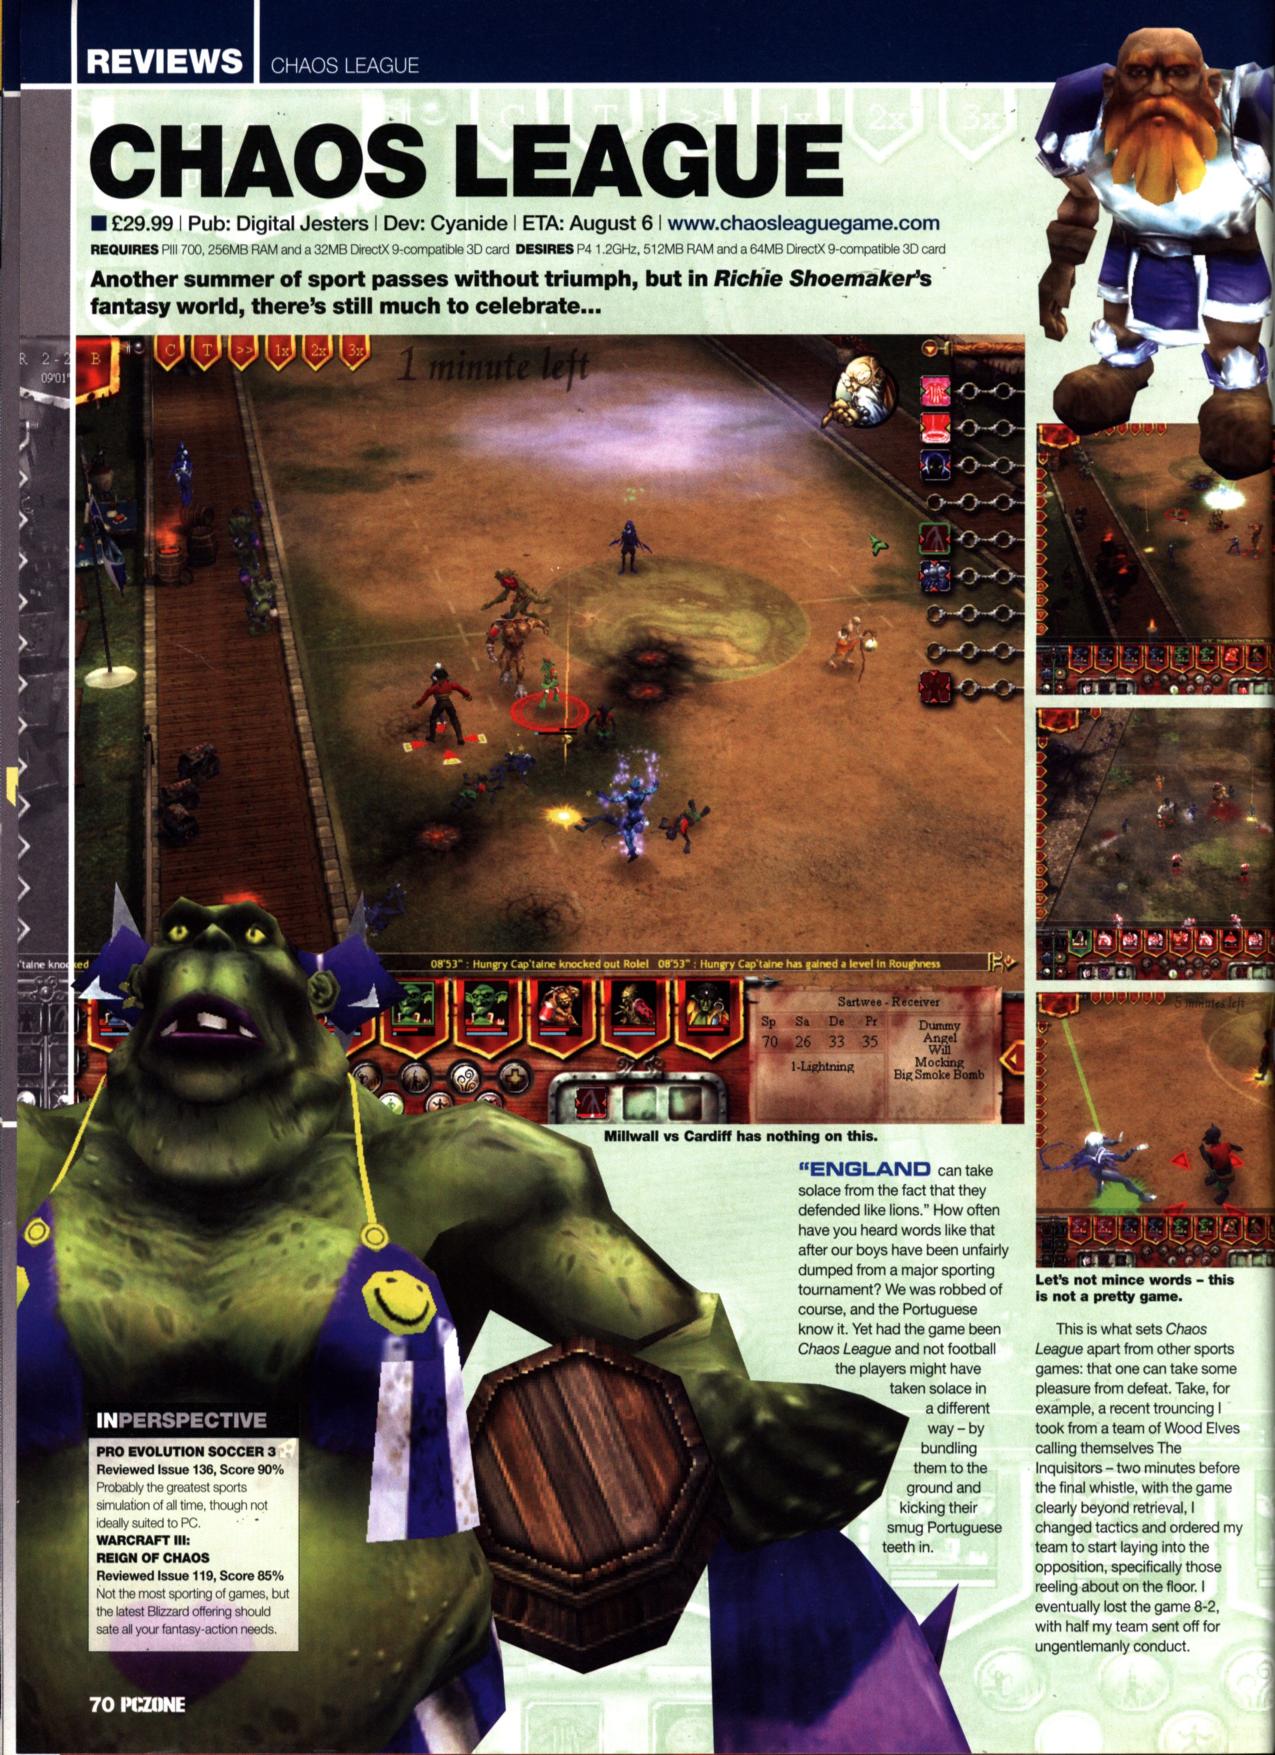 REVIEWS CHAOS LEAGUE
CHAOS LEAGUE
£29.99 | Pub: Digital Jesters | Dev: Cyanide | ETA: August 6 | www.chaosleaguegame.com
REQUIRES PIII 700, 256MB RAM and a 32MB DirectX 9-compatible 3D card DESIRES P4 1.2GHz, 512MB RAM and a 64MB DirectX 9-compatible 3D card
Another summer of sport passes without triumph, but in Richie Shoemaker's
fantasy world, there's still much to celebrate...
R 2-2 B
09'01"
C T >> 1x 2x 3x
1 minute left
'taine knocked
08'53" : Hungry Cap'taine knocked out Rolel 08'53" : Hungry Cap'taine has gained a level in Roughness
Sartwee - Receiver
Sp Sa De Pr
70 26 33 35
1-Lightning
Dummy
Angel
Will
Mocking
Big Smoke Bomb
Millwall vs Cardiff has nothing on this.
"ENGLAND can take
solace from the fact that they
defended like lions." How often
have you heard words like that
after our boys have been unfairly
dumped from a major sporting
tournament? We was robbed of
course, and the Portuguese
know it. Yet had the game been
Chaos League and not football
the players might have
taken solace in
a different
way – by
bundling
them to the
ground and
kicking their
smug Portuguese
teeth in.
5 minutes left
Let's not mince words – this
is not a pretty game.
This is what sets Chaos
League apart from other sports
games: that one can take some
pleasure from defeat. Take, for
example, a recent trouncing I
took from a team of Wood Elves
calling themselves The
Inquisitors – two minutes before
the final whistle, with the game
clearly beyond retrieval, I
changed tactics and ordered my
team to start laying into the
opposition, specifically those
reeling about on the floor. I
eventually lost the game 8-2,
with half my team sent off for
ungentlemanly conduct.
INPERSPECTIVE
PRO EVOLUTION SOCCER 3
Reviewed Issue 136, Score 90%
Probably the greatest sports
simulation of all time, though not
ideally suited to PC.
WARCRAFT III:
REIGN OF CHAOS
Reviewed Issue 119, Score 85%
Not the most sporting of games, but
the latest Blizzard offering should
sate all your fantasy-action needs.
70 PCZONE